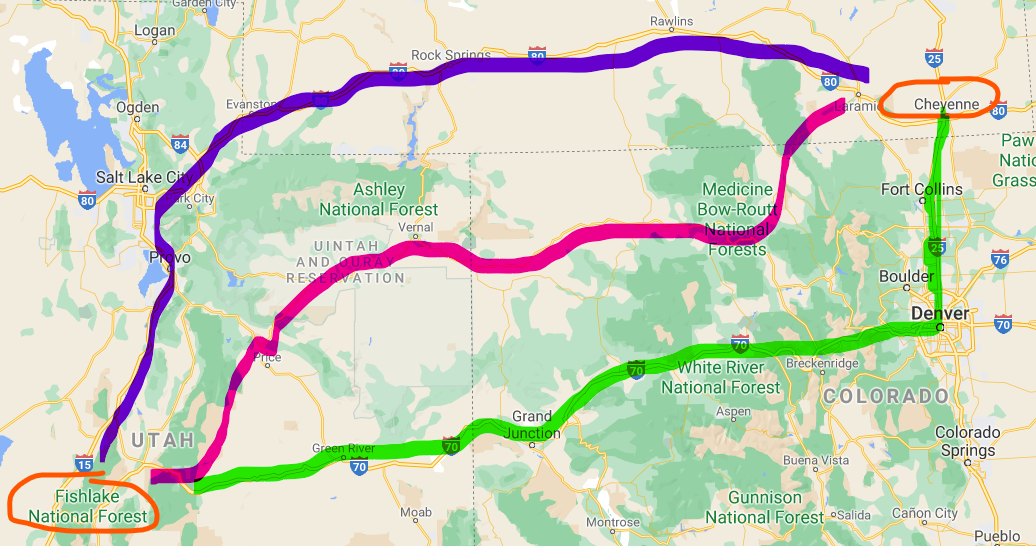 Garden City
Logan
Rawlins
Rock Springs
80
25
80
80
Ogden
Evanston
Laramie
Cheyenne
80
84
Paw
Natio
Grass
Salt Lake City
80
Park City
Ashley
National Forest
Medicine
Bow-Routt
National
Forests
Fort Collins
Vernal
UINTAH
AND OURAY
RESERVATION
25
Provo
76
Boulder
Denver
70
70
Price
Breckenridge
70
White River
National Forest
COLORADO
Aspen
Grand
Junction
UTAH
Green River
70
70
Colorado
Springs
15
Buena Vista
Fishlake
National Forest
Gunnison
National Forest
Salida
Moab
Cañon City
Montrose
Pueblo